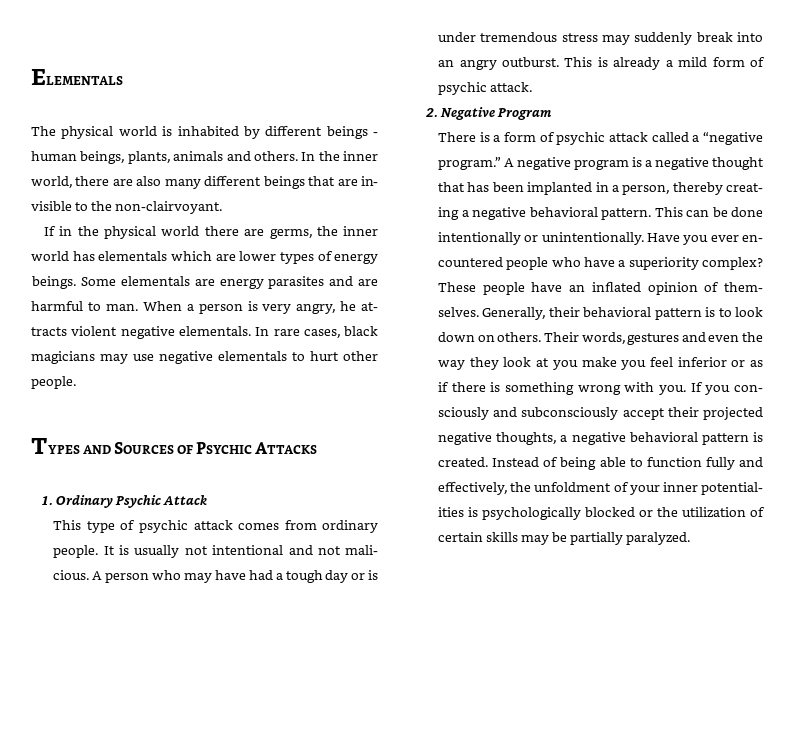 ELEMENTALS
The physical world is inhabited by different beings -
human beings, plants, animals and others. In the inner
world, there are also many different beings that are in-
visible to the non-clairvoyant.
If in the physical world there are germs, the inner
world has elementals which are lower types of energy
beings. Some elementals are energy parasites and are
harmful to man. When a person is very angry, he at-
tracts violent negative elementals. In rare cases, black
magicians may use negative elementals to hurt other
people.
TYPES AND SOURCES OF PSYCHIC ATTACKS
1. Ordinary Psychic Attack
This type of psychic attack comes from ordinary
people. It is usually not intentional and not mali-
cious. A person who may have had a tough day or is
under tremendous stress may suddenly break into
an angry outburst. This is already a mild form of
psychic attack.
2. Negative Program
There is a form of psychic attack called a “negative
program.” A negative program is a negative thought
that has been implanted in a person, thereby creat-
ing a negative behavioral pattern. This can be done
intentionally or unintentionally. Have you ever en-
countered people who have a superiority complex?
These people have an inflated opinion of them-
selves. Generally, their behavioral pattern is to look
down on others. Their words, gestures and even the
way they look at you make you feel inferior or as
if there is something wrong with you. If you con-
sciously and subconsciously accept their projected
negative thoughts, a negative behavioral pattern is
created. Instead of being able to function fully and
effectively, the unfoldment of your inner potential-
ities is psychologically blocked or the utilization of
certain skills may be partially paralyzed.